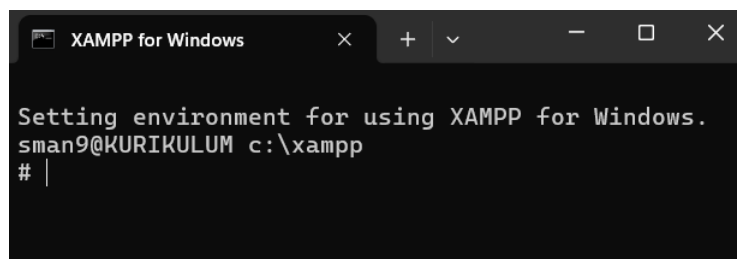 XAMPP for Windows
Setting environment for using XAMPP for Windows.
sman9@KURIKULUM c:\xampp
#